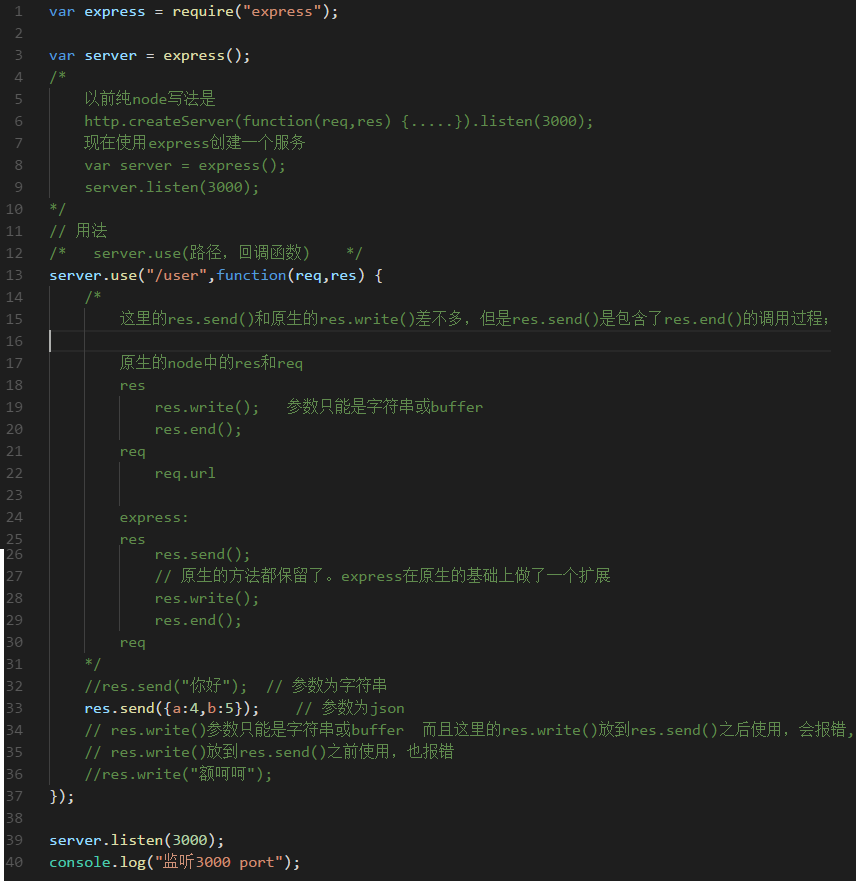 1 var express = require("express");
2
3 var server = express();
4 /*
5 以前纯node写法是
6 http.createServer(function(req,res) {.....}).listen(3000);
7 现在使用express创建一个服务
8 var server = express();
9 server.listen(3000);
10 */
11 // 用法
12 /*   server.use(路径，回调函数)    */
13 server.use("/user",function(req,res) {
14 /*
15 这里的res.send()和原生的res.write()差不多，但是res.send()是包含了res.end()的调用过程；
16
17 原生的node中的res和req
18 res
19 res.write();   参数只能是字符串或buffer
20 res.end();
21 req
22 req.url
23
24 express:
25 res
26 res.send();
27 // 原生的方法都保留了。express在原生的基础上做了一个扩展
28 res.write();
29 res.end();
30 req
31 */
32 //res.send("你好");  // 参数为字符串
33 res.send({a:4,b:5});    // 参数为json
34 // res.write()参数只能是字符串或buffer  而且这里的res.write()放到res.send()之后使用，会报错，
35 // res.write()放到res.send()之前使用，也报错
36 //res.write("额呵呵");
37 });
38
39 server.listen(3000);
40 console.log("监听3000 port");